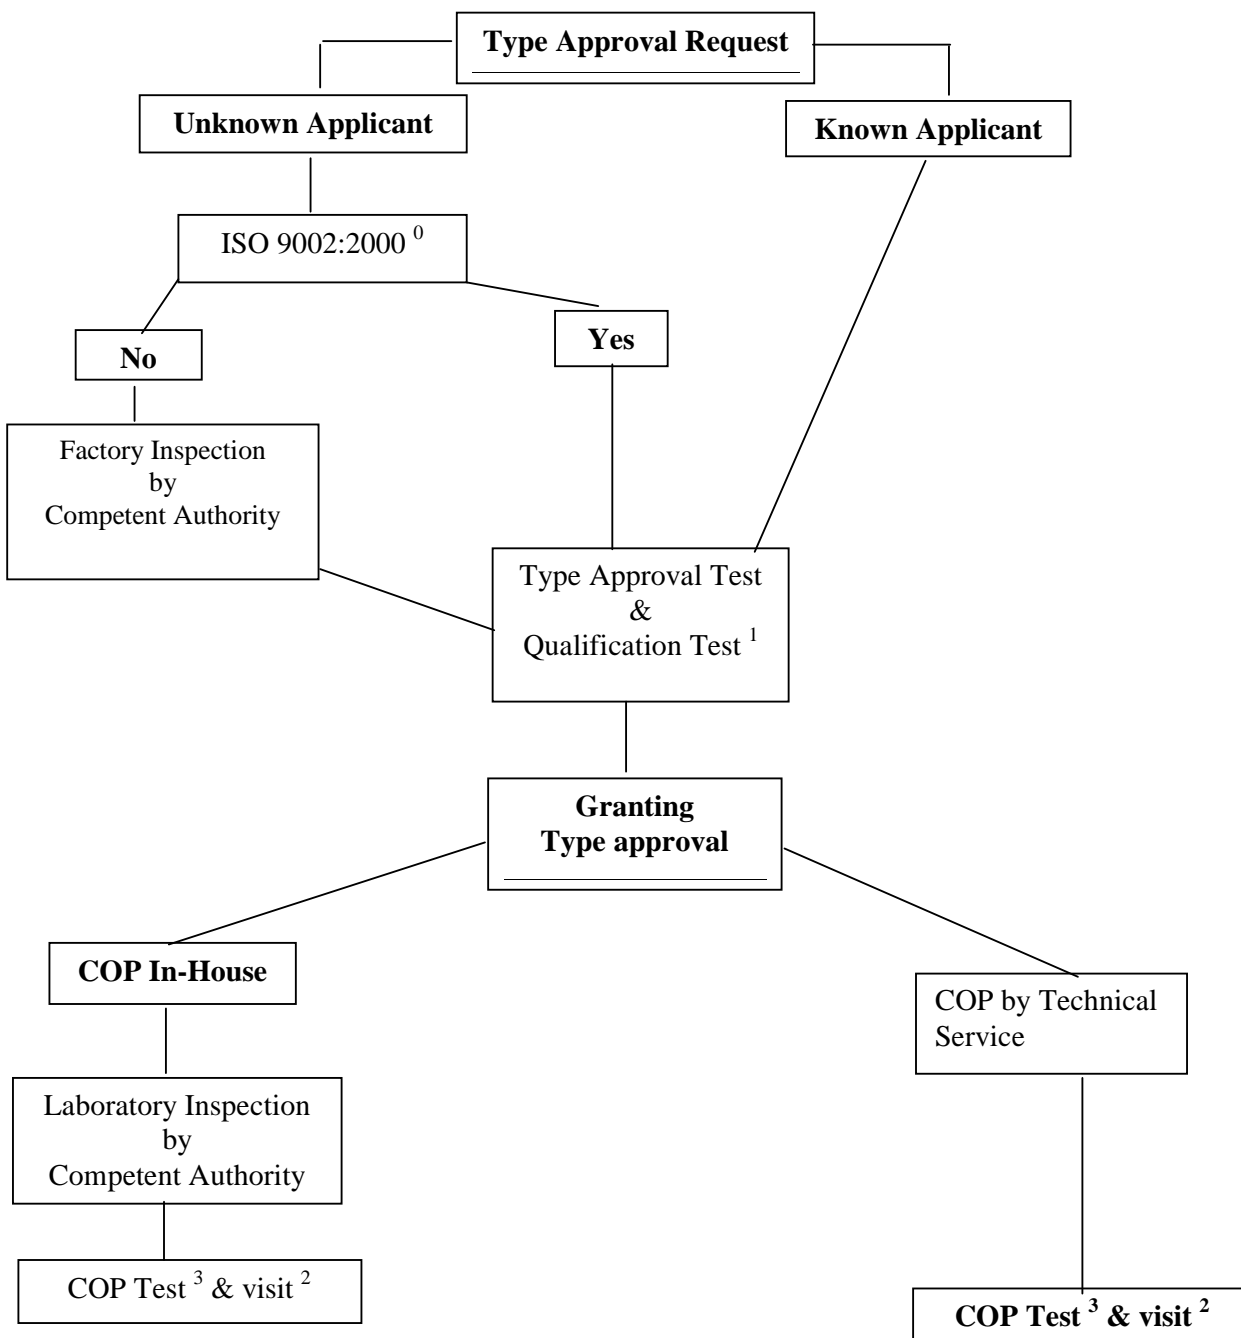 Type Approval Request
Unknown Applicant
Known Applicant
ISO 9002:2000 0
No
Yes
Factory Inspection
by
Competent Authority
Type Approval Test
&
Qualification Test 1
Granting
Type approval
COP In-House
COP by Technical
Service
Laboratory Inspection
by
Competent Authority
COP Test 3 & visit 2
COP Test 3 & visit 2